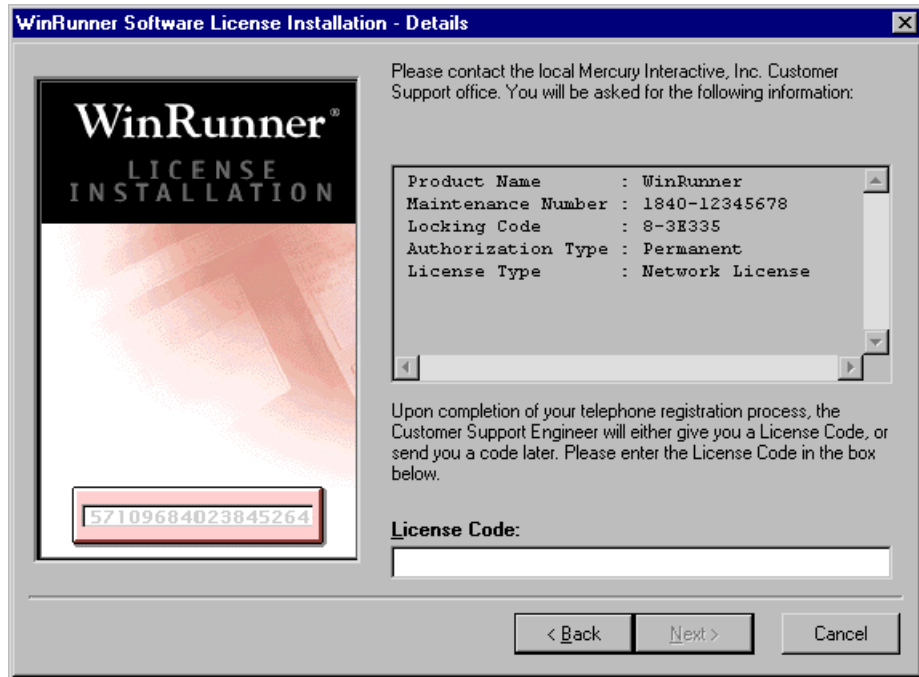 WinRunner Software License Installation - Details
WinRunner®
LICENSE
INSTALLATION
57109684023845264
Please contact the local Mercury Interactive, Inc. Customer
Support office. You will be asked for the following information:
Product Name : WinRunner
Maintenance Number : 1840-12345678
Locking Code : 8-3E335
Authorization Type : Permanent
License Type : Network License
Upon completion of your telephone registration process, the
Customer Support Engineer will either give you a License Code, or
send you a code later. Please enter the License Code in the box
below.
License Code:
< Back
Next >
Cancel